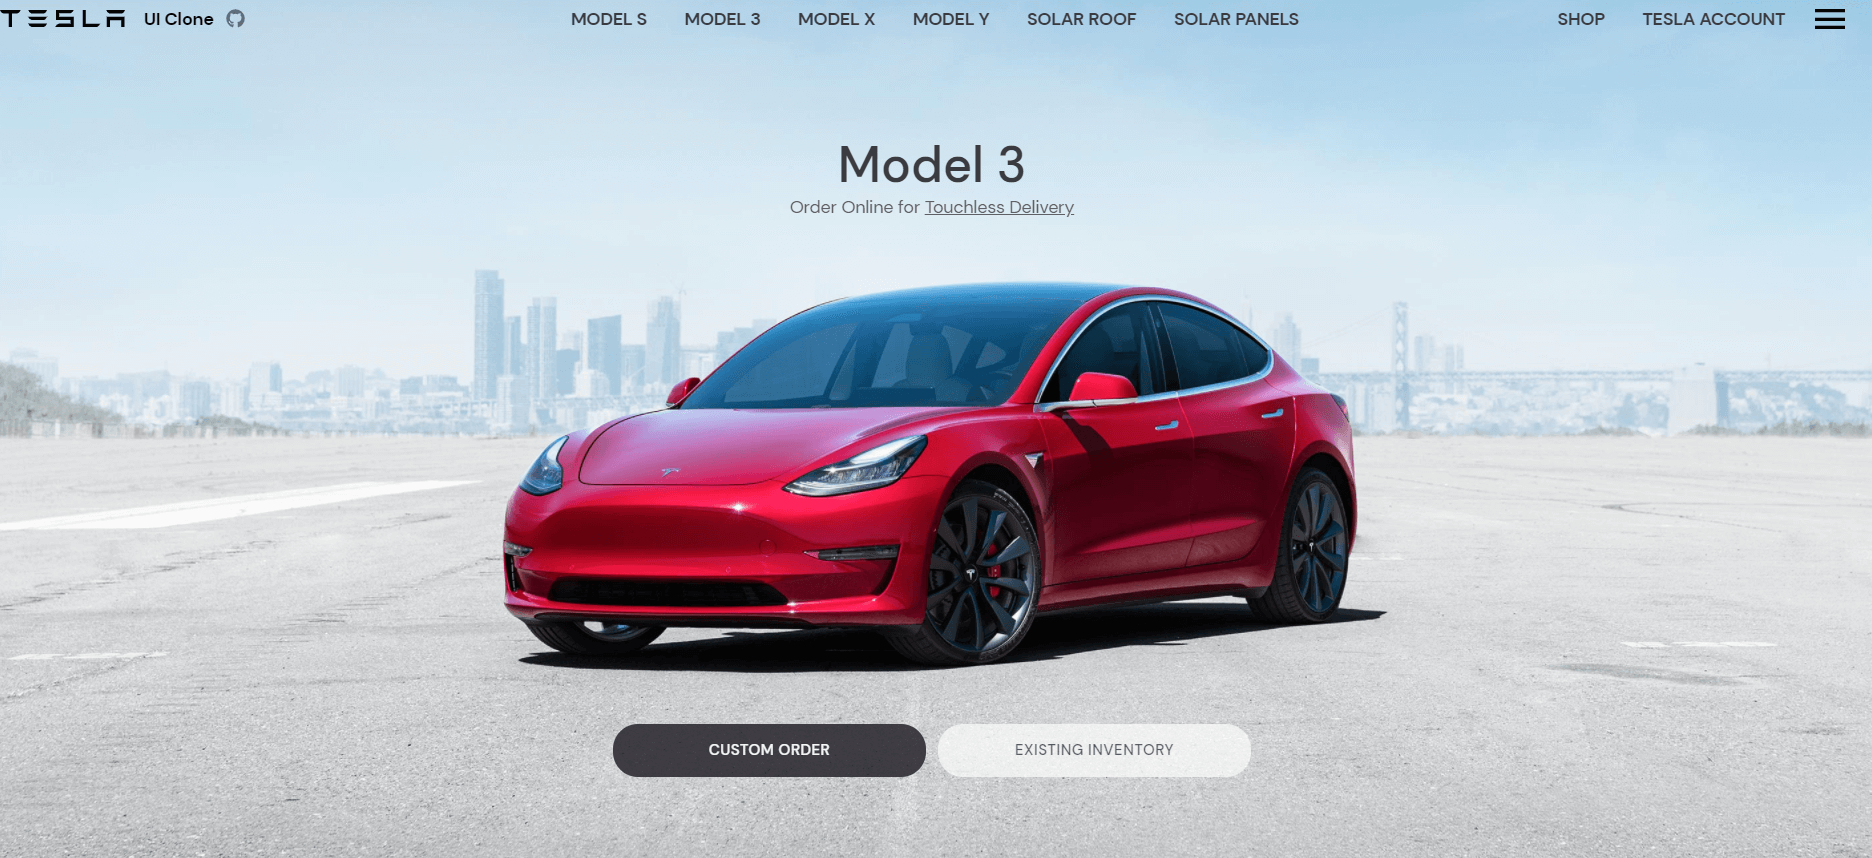 TESLA UI Clone MODEL S MODEL 3 MODEL X MODEL Y SOLAR ROOF SOLAR PANELS SHOP TESLA ACCOUNT
Model 3
Order Online for Touchless Delivery
CUSTOM ORDER EXISTING INVENTORY